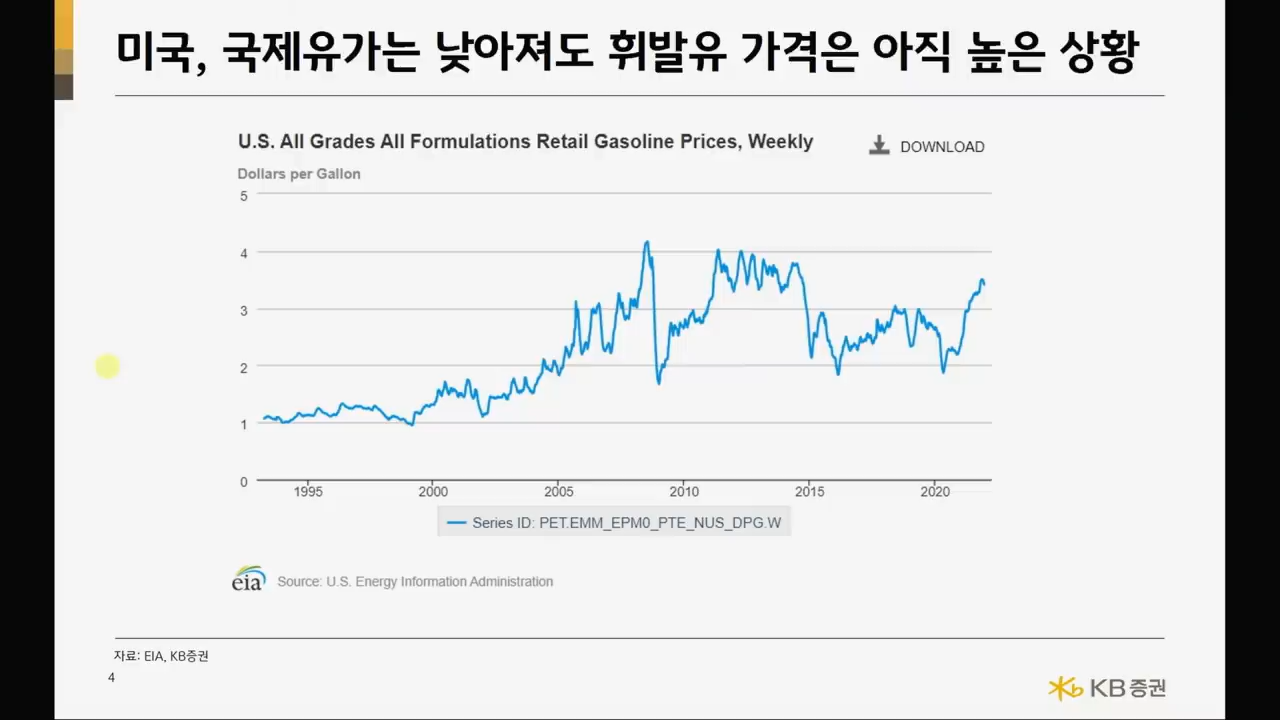 미국, 국제유가는 낮아져도 휘발유 가격은 아직 높은 상황
U.S. All Grades All Formulations Retail Gasoline Prices, Weekly
DOWNLOAD
Dollars per Gallon
5
4
3
2
1
0
1995 2000 2005 2010 2015 2020
Series ID: PET.EMM_EPM0_PTE_NUS_DPG.W
eia Source: U.S. Energy Information Administration
자료: EIA, KB증권
4
KB증권